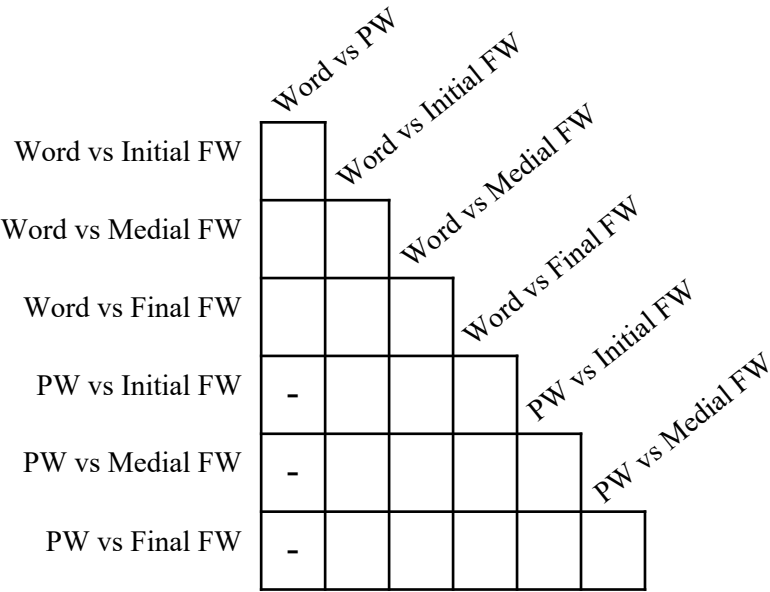 Word vs PW
Word vs Initial FW
Word vs Medial FW
Word vs Final FW
PW vs Initial FW
PW vs Medial FW
Word vs Initial FW
Word vs Medial FW
Word vs Final FW
PW vs Initial FW -
PW vs Medial FW -
PW vs Final FW -